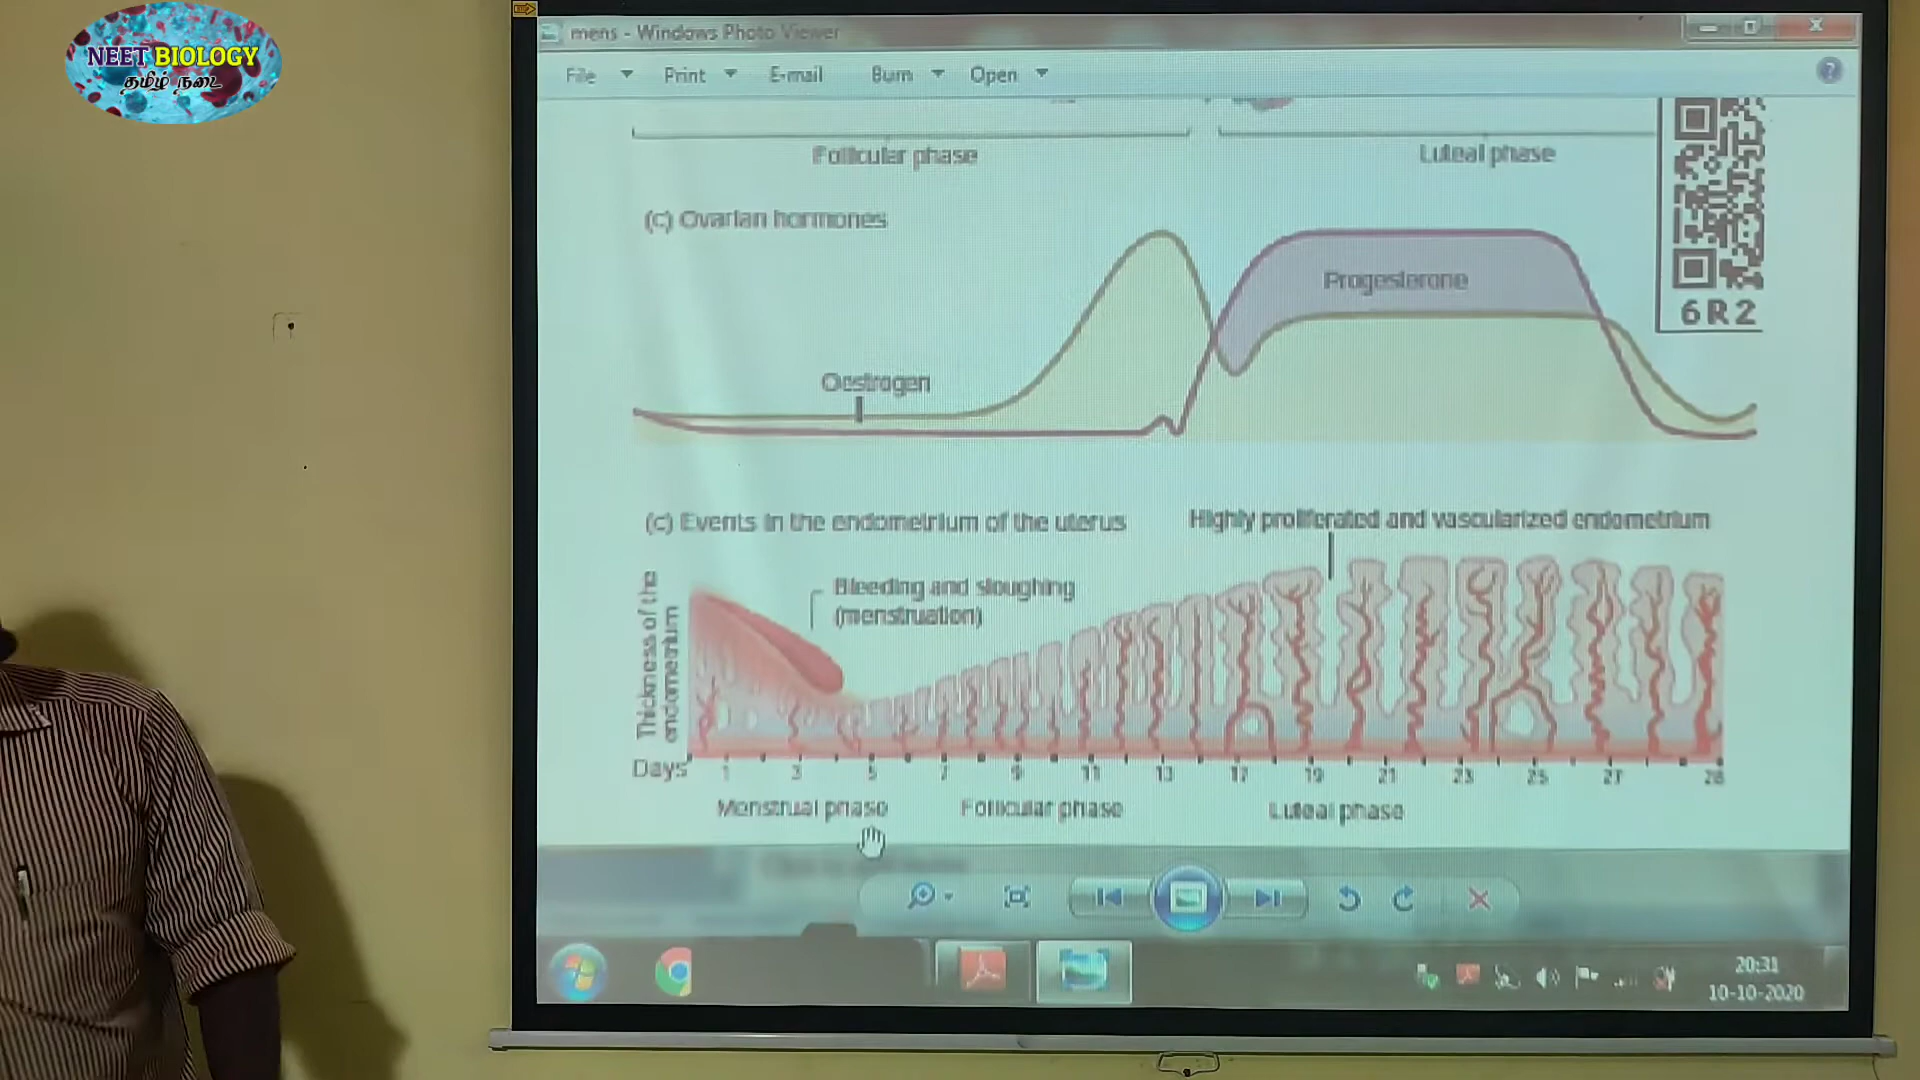 NEET BIOLOGY
தமிழ் நடை
mens - Windows Photo Viewer
File Print E-mail Burn Open
Follicular phase
Luteal phase
(c) Ovarian hormones
Progesterone
6R2
Oestrogen
(c) Events in the endometrium of the uterus
Highly proliferated and vascularized endometrium
Bleeding and sloughing
(menstruation)
Thickness of the
endometrium
Days 1 3 5 7 9 11 13 17 19 21 23 25 27 28
Menstrual phase Follicular phase Luteal phase
20:31
10-10-2020